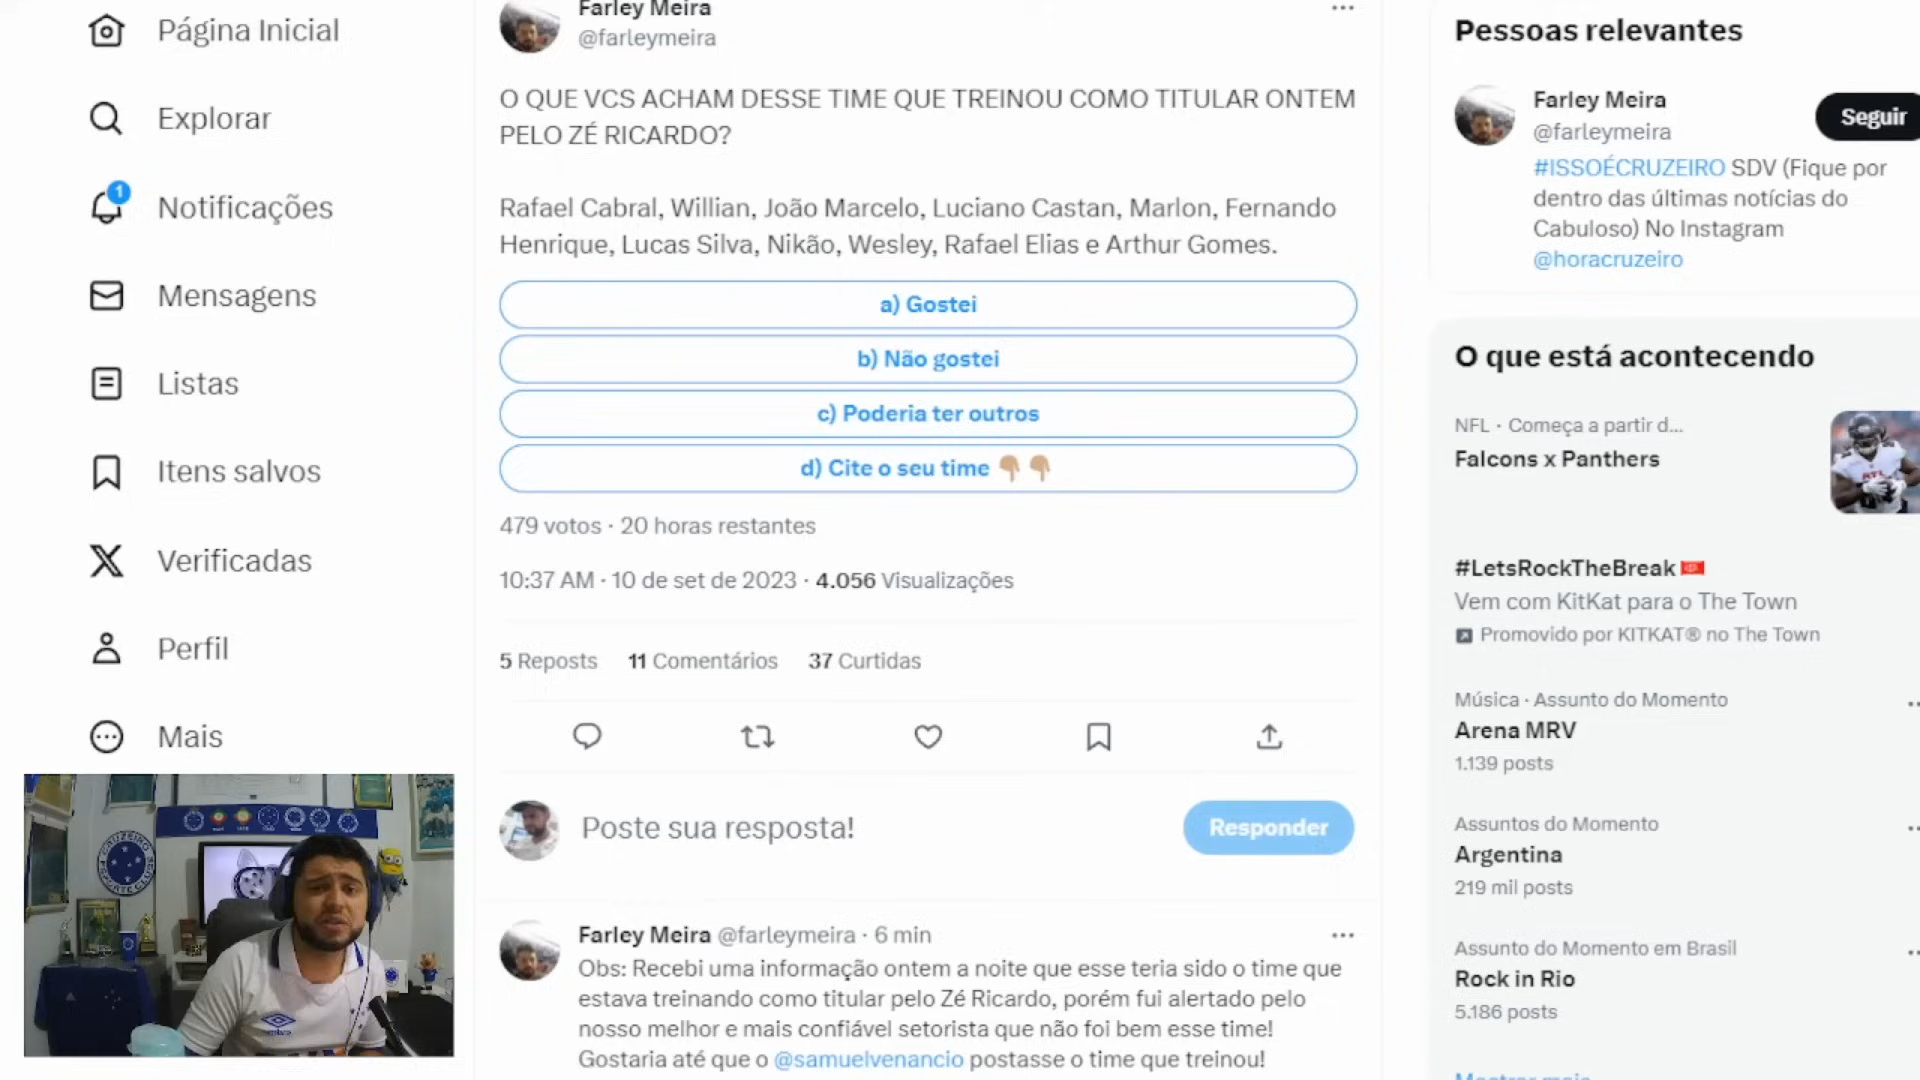 Página Inicial
Explorar
1
Notificações
Mensagens
Listas
Itens salvos
Verificadas
Perfil
Mais
Farley Meira
@farleymeira
O QUE VCS ACHAM DESSE TIME QUE TREINOU COMO TITULAR ONTEM
PELO ZÉ RICARDO?
Rafael Cabral, Willian, João Marcelo, Luciano Castan, Marlon, Fernando
Henrique, Lucas Silva, Nikão, Wesley, Rafael Elias e Arthur Gomes.
a) Gostei
b) Não gostei
c) Poderia ter outros
d) Cite o seu time 👇🏽👇🏽
479 votos · 20 horas restantes
10:37 AM · 10 de set de 2023 · 4.056 Visualizações
5 Reposts 11 Comentários 37 Curtidas
Poste sua resposta!
Responder
Farley Meira @farleymeira · 6 min
Obs: Recebi uma informação ontem a noite que esse teria sido o time que
estava treinando como titular pelo Zé Ricardo, porém fui alertado pelo
nosso melhor e mais confiável setorista que não foi bem esse time!
Gostaria até que o @samuelvenancio postasse o time que treinou!
Pessoas relevantes
Farley Meira
@farleymeira
Seguir
#ISSOÉCRUZEIRO SDV (Fique por
dentro das últimas notícias do
Cabuloso) No Instagram
@horacruzeiro
O que está acontecendo
NFL · Começa a partir d...
Falcons x Panthers
#LetsRockTheBreak
Vem com KitKat para o The Town
Promovido por KITKAT® no The Town
Música · Assunto do Momento
Arena MRV
1.139 posts
Assuntos do Momento
Argentina
219 mil posts
Assunto do Momento em Brasil
Rock in Rio
5.186 posts
Mostrar mais
CRUZEIRO
ESPORTE CLUBE
umbro